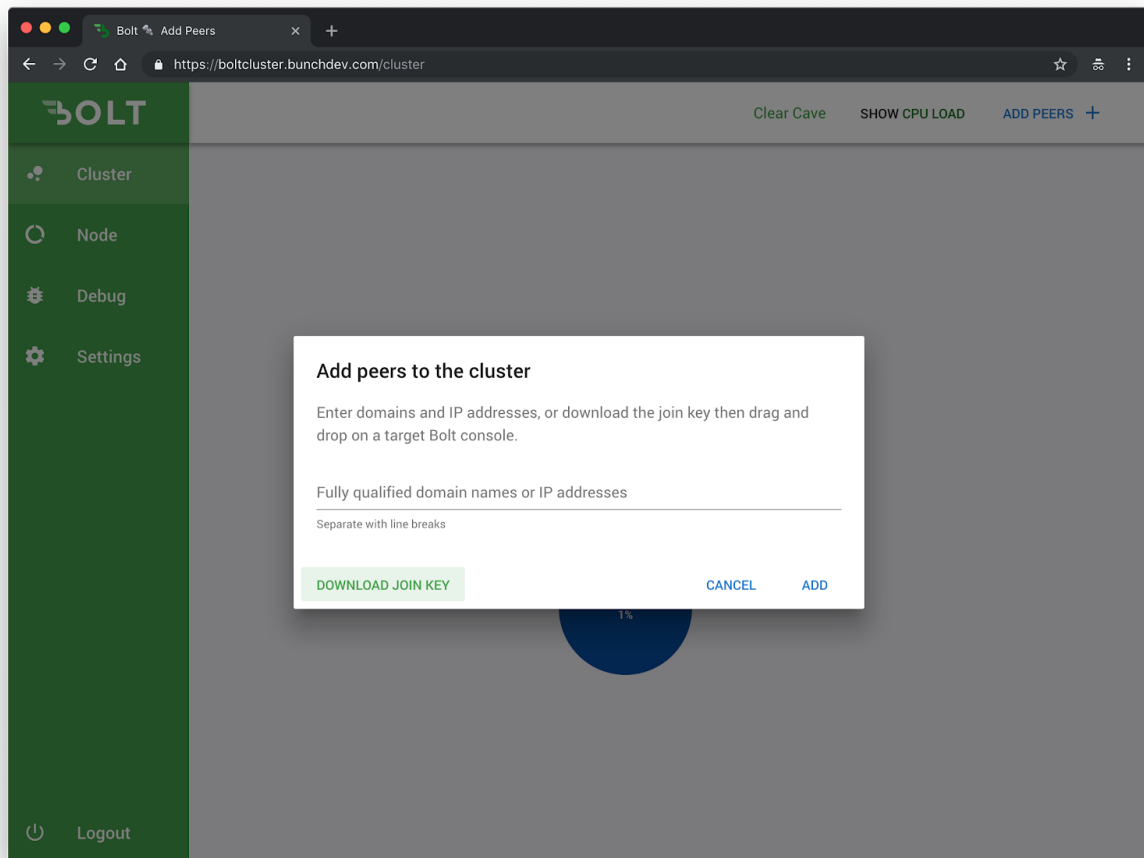 Bolt 🛰 Add Peers
https://boltcluster.bunchdev.com/cluster
BOLT
Clear Cave
SHOW CPU LOAD
ADD PEERS
Cluster
Node
Debug
Settings
Add peers to the cluster
Enter domains and IP addresses, or download the join key then drag and
drop on a target Bolt console.
Fully qualified domain names or IP addresses
Separate with line breaks
DOWNLOAD JOIN KEY
CANCEL
ADD
1%
Logout